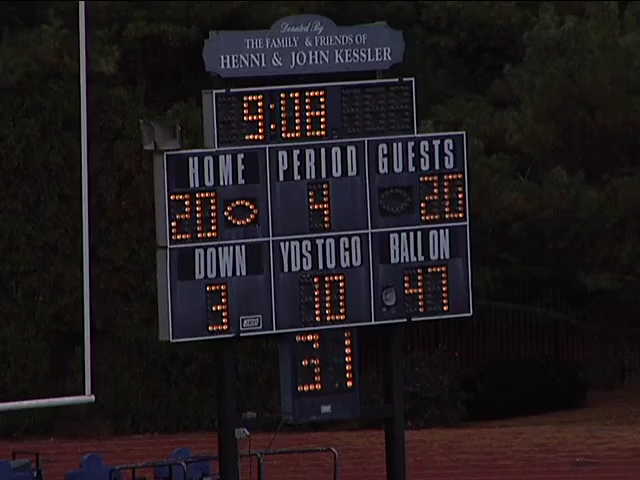 Donated By
THE FAMILY & FRIENDS OF
HENNI & JOHN KESSLER
9:08
HOME PERIOD GUESTS
20 4 26
DOWN YDS TO GO BALL ON
3 10 47
31